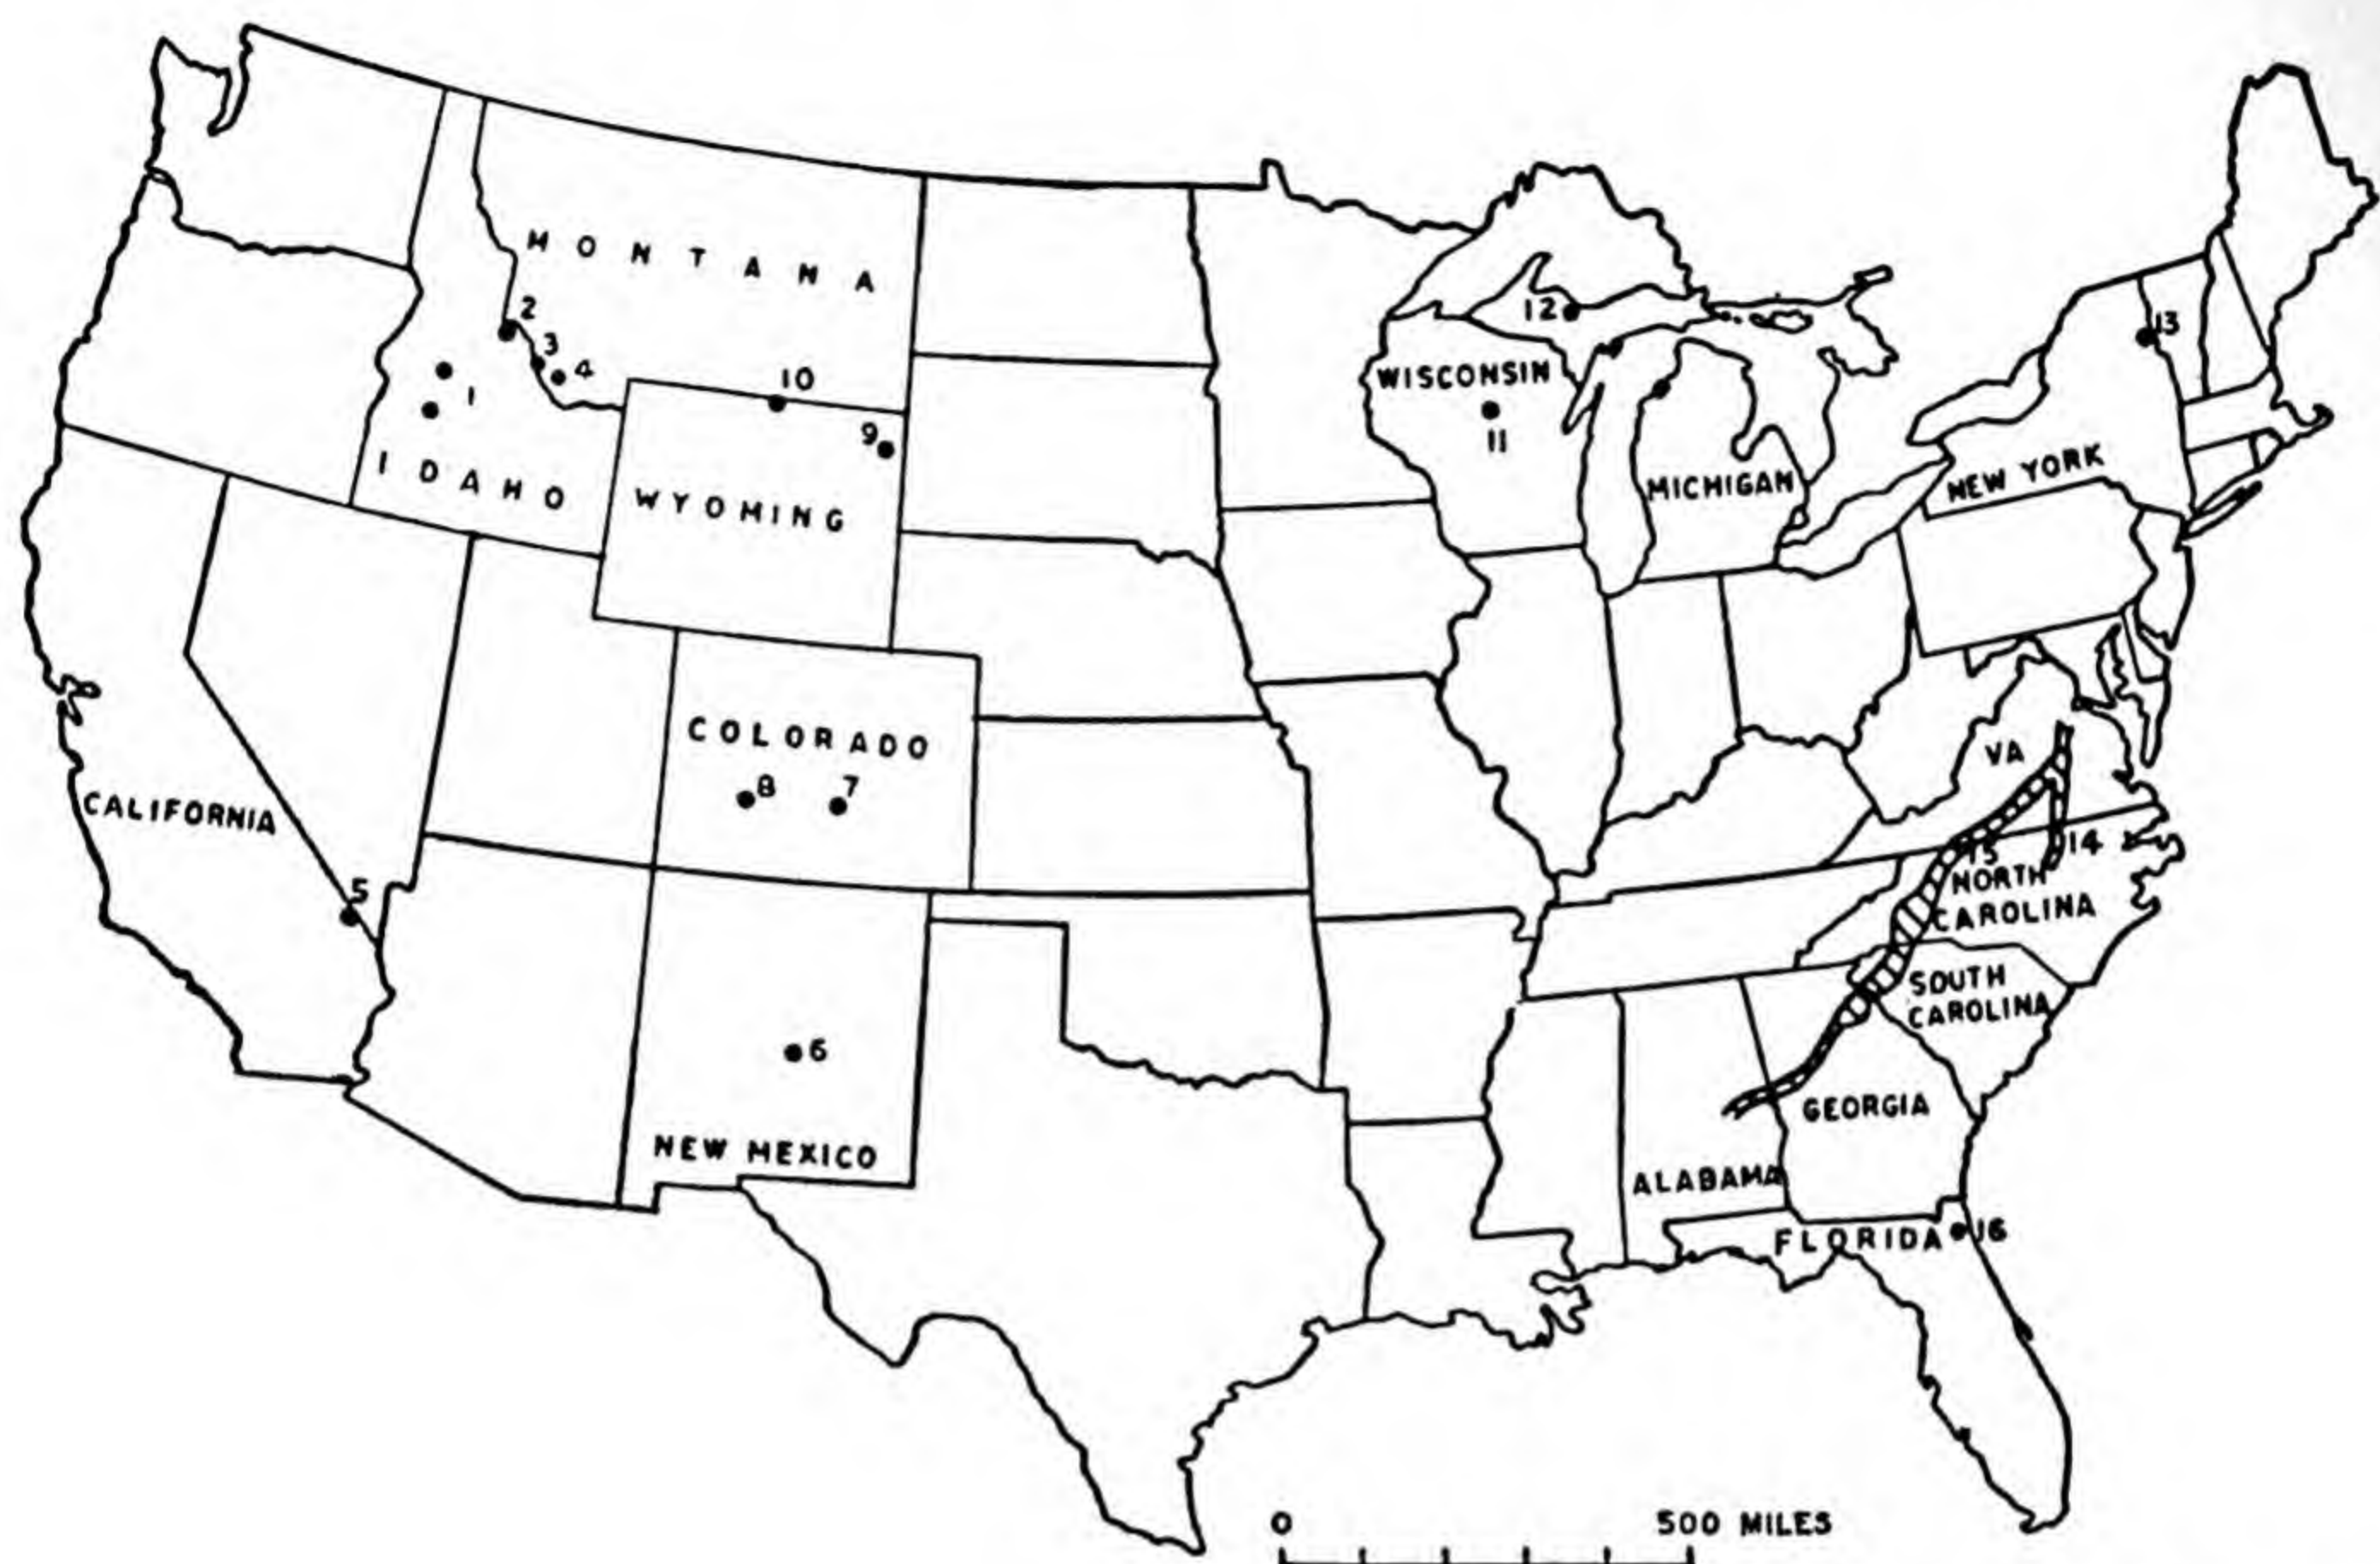 MONTANA
2
3
4
1
IDAHO
10
9
WYOMING
COLORADO
8
7
CALIFORNIA
5
6
NEW MEXICO
12
WISCONSIN
11
MICHIGAN
13
NEW YORK
VA
14
15
NORTH
CAROLINA
SOUTH
CAROLINA
GEORGIA
ALABAMA
FLORIDA
16
0
500 MILES